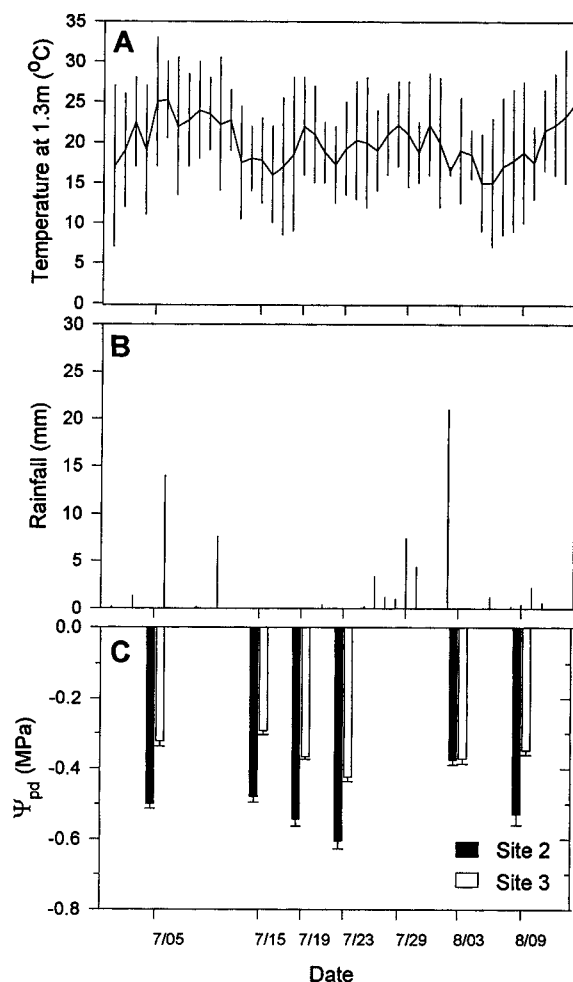 A
Temperature at 1.3m (°C)
35
30
25
20
15
10
5
0
B
Rainfall (mm)
30
25
20
15
10
5
0
C
Ψpd (MPa)
0.0
-0.2
-0.4
-0.6
-0.8
Site 2
Site 3
7/05 7/15 7/19 7/23 7/29 8/03 8/09
Date